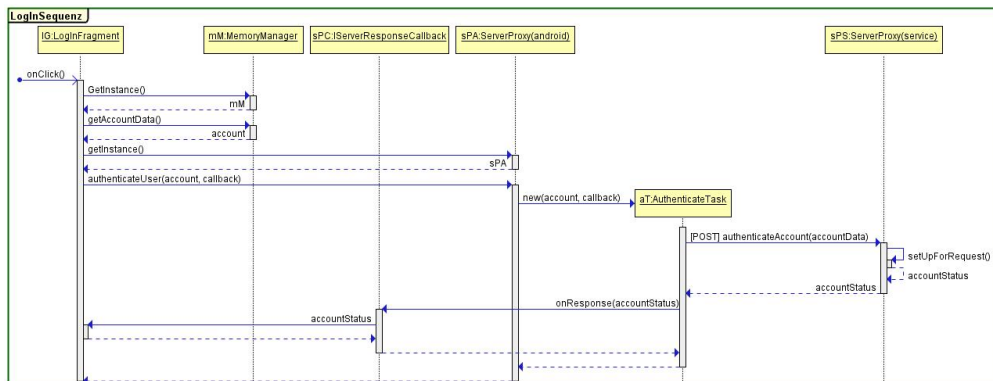 LogInSequenz
lG:LogInFragment
mM:MemoryManager
sPC:IServerResponseCallback
sPA:ServerProxy(android)
sPS:ServerProxy(service)
onClick()
GetInstance()
mM
getAccountData()
account
getInstance()
sPA
authenticateUser(account, callback)
new(account, callback)
aT:AuthenticateTask
[POST] authenticateAccount(accountData)
setUpForRequest()
accountStatus
accountStatus
onResponse(accountStatus)
accountStatus